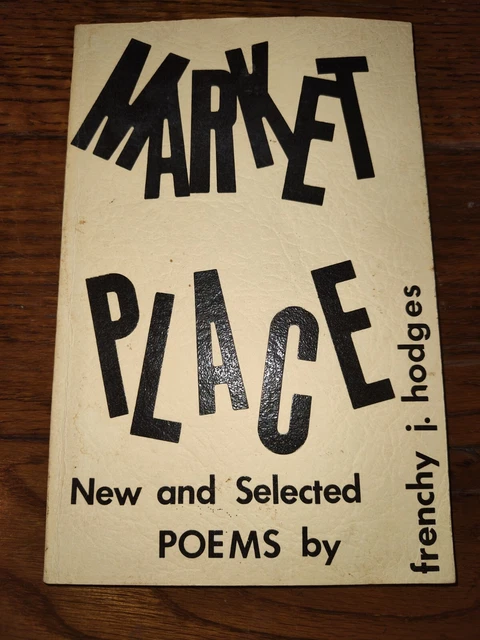 MARKET
PLACE
New and Selected
POEMS by
frenchy j. hodges